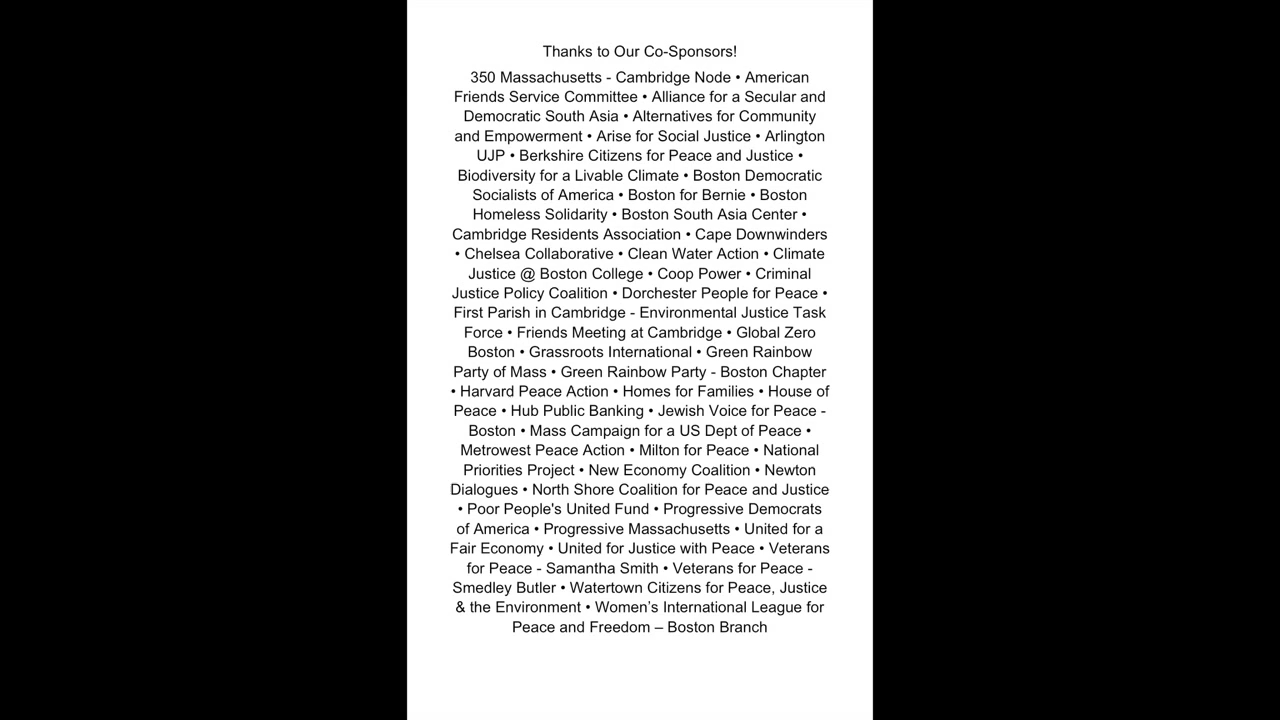 Thanks to Our Co-Sponsors!
350 Massachusetts - Cambridge Node • American
Friends Service Committee • Alliance for a Secular and
Democratic South Asia • Alternatives for Community
and Empowerment • Arise for Social Justice • Arlington
UJP • Berkshire Citizens for Peace and Justice •
Biodiversity for a Livable Climate • Boston Democratic
Socialists of America • Boston for Bernie • Boston
Homeless Solidarity • Boston South Asia Center •
Cambridge Residents Association • Cape Downwinders
• Chelsea Collaborative • Clean Water Action • Climate
Justice @ Boston College • Coop Power • Criminal
Justice Policy Coalition • Dorchester People for Peace •
First Parish in Cambridge - Environmental Justice Task
Force • Friends Meeting at Cambridge • Global Zero
Boston • Grassroots International • Green Rainbow
Party of Mass • Green Rainbow Party - Boston Chapter
• Harvard Peace Action • Homes for Families • House of
Peace • Hub Public Banking • Jewish Voice for Peace -
Boston • Mass Campaign for a US Dept of Peace •
Metrowest Peace Action • Milton for Peace • National
Priorities Project • New Economy Coalition • Newton
Dialogues • North Shore Coalition for Peace and Justice
• Poor People's United Fund • Progressive Democrats
of America • Progressive Massachusetts • United for a
Fair Economy • United for Justice with Peace • Veterans
for Peace - Samantha Smith • Veterans for Peace -
Smedley Butler • Watertown Citizens for Peace, Justice
& the Environment • Women’s International League for
Peace and Freedom – Boston Branch